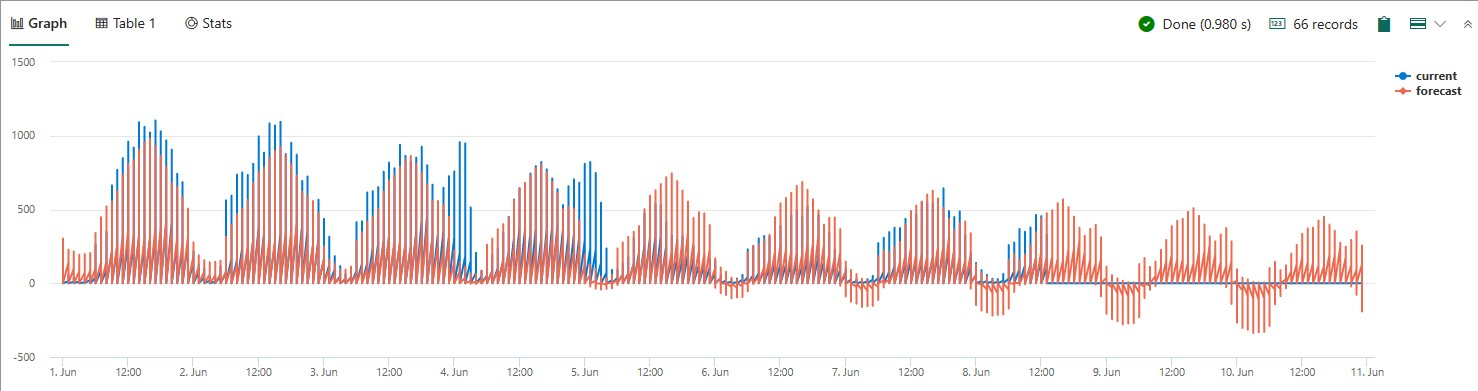 Graph Table 1 Stats Done (0.980 s) 123 66 records
1500
current
forecast
1000
500
0
-500
1. Jun 12:00 2. Jun 12:00 3. Jun 12:00 4. Jun 12:00 5. Jun 12:00 6. Jun 12:00 7. Jun 12:00 8. Jun 12:00 9. Jun 12:00 10. Jun 12:00 11. Jun